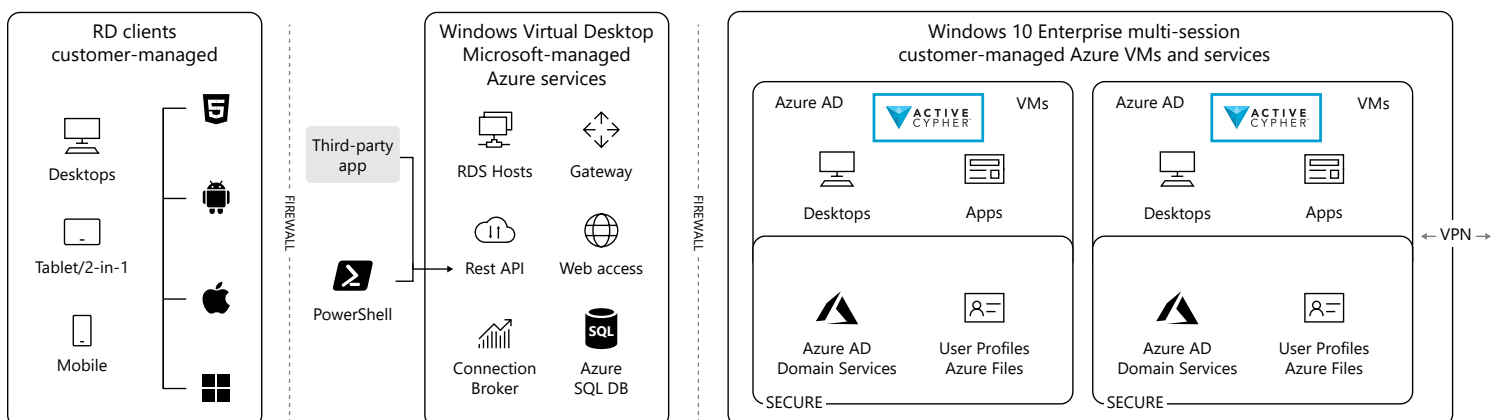 RD clients
customer-managed
Desktops
Tablet/2-in-1
Mobile
5
FIREWALL
Third-party
app
PowerShell
Windows Virtual Desktop
Microsoft-managed
Azure services
RDS Hosts
Gateway
Rest API
Web access
SQL
Connection
Broker
Azure
SQL DB
FIREWALL
Windows 10 Enterprise multi-session
customer-managed Azure VMs and services
Azure AD
ACTIVE
CYPHER
VMs
Desktops
Apps
Azure AD
Domain Services
User Profiles
Azure Files
SECURE
Azure AD
ACTIVE
CYPHER
VMs
Desktops
Apps
Azure AD
Domain Services
User Profiles
Azure Files
SECURE
VPN